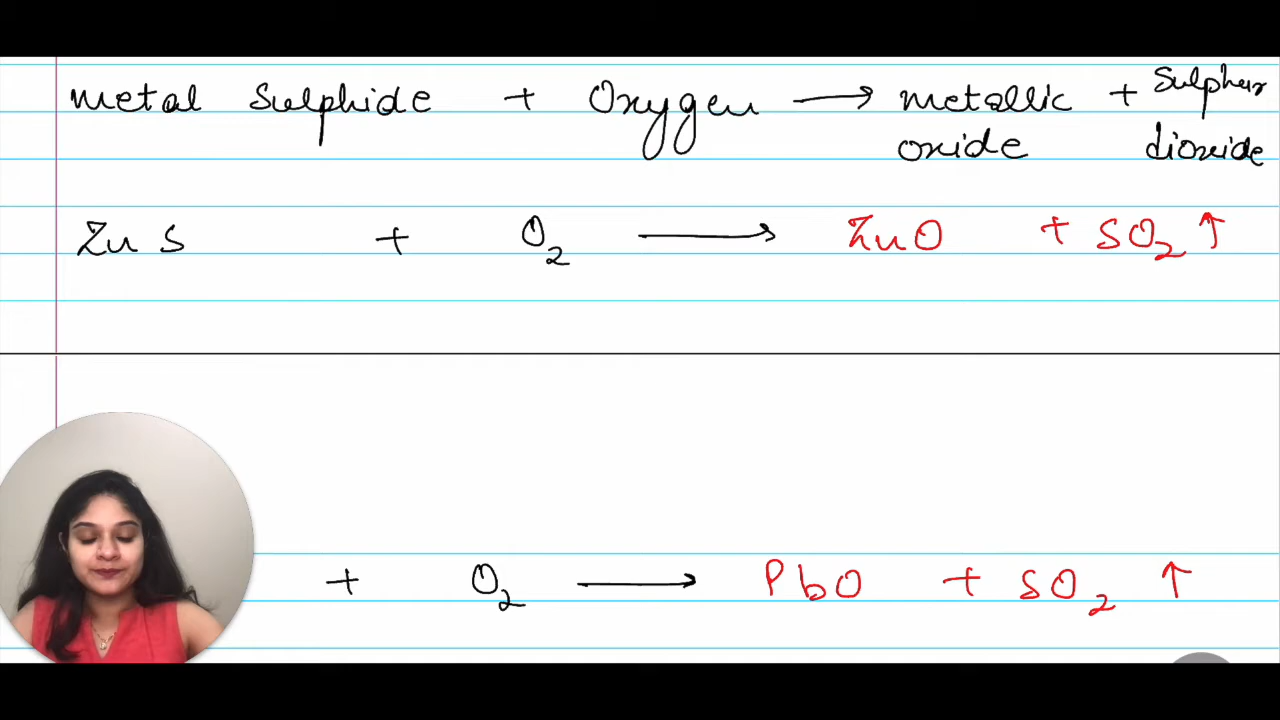 metal sulphide + Oxygen → metallic oxide + Sulphur dioxide
ZnS + O₂ → ZnO + SO₂ ↑
+ O₂ → PbO + SO₂ ↑